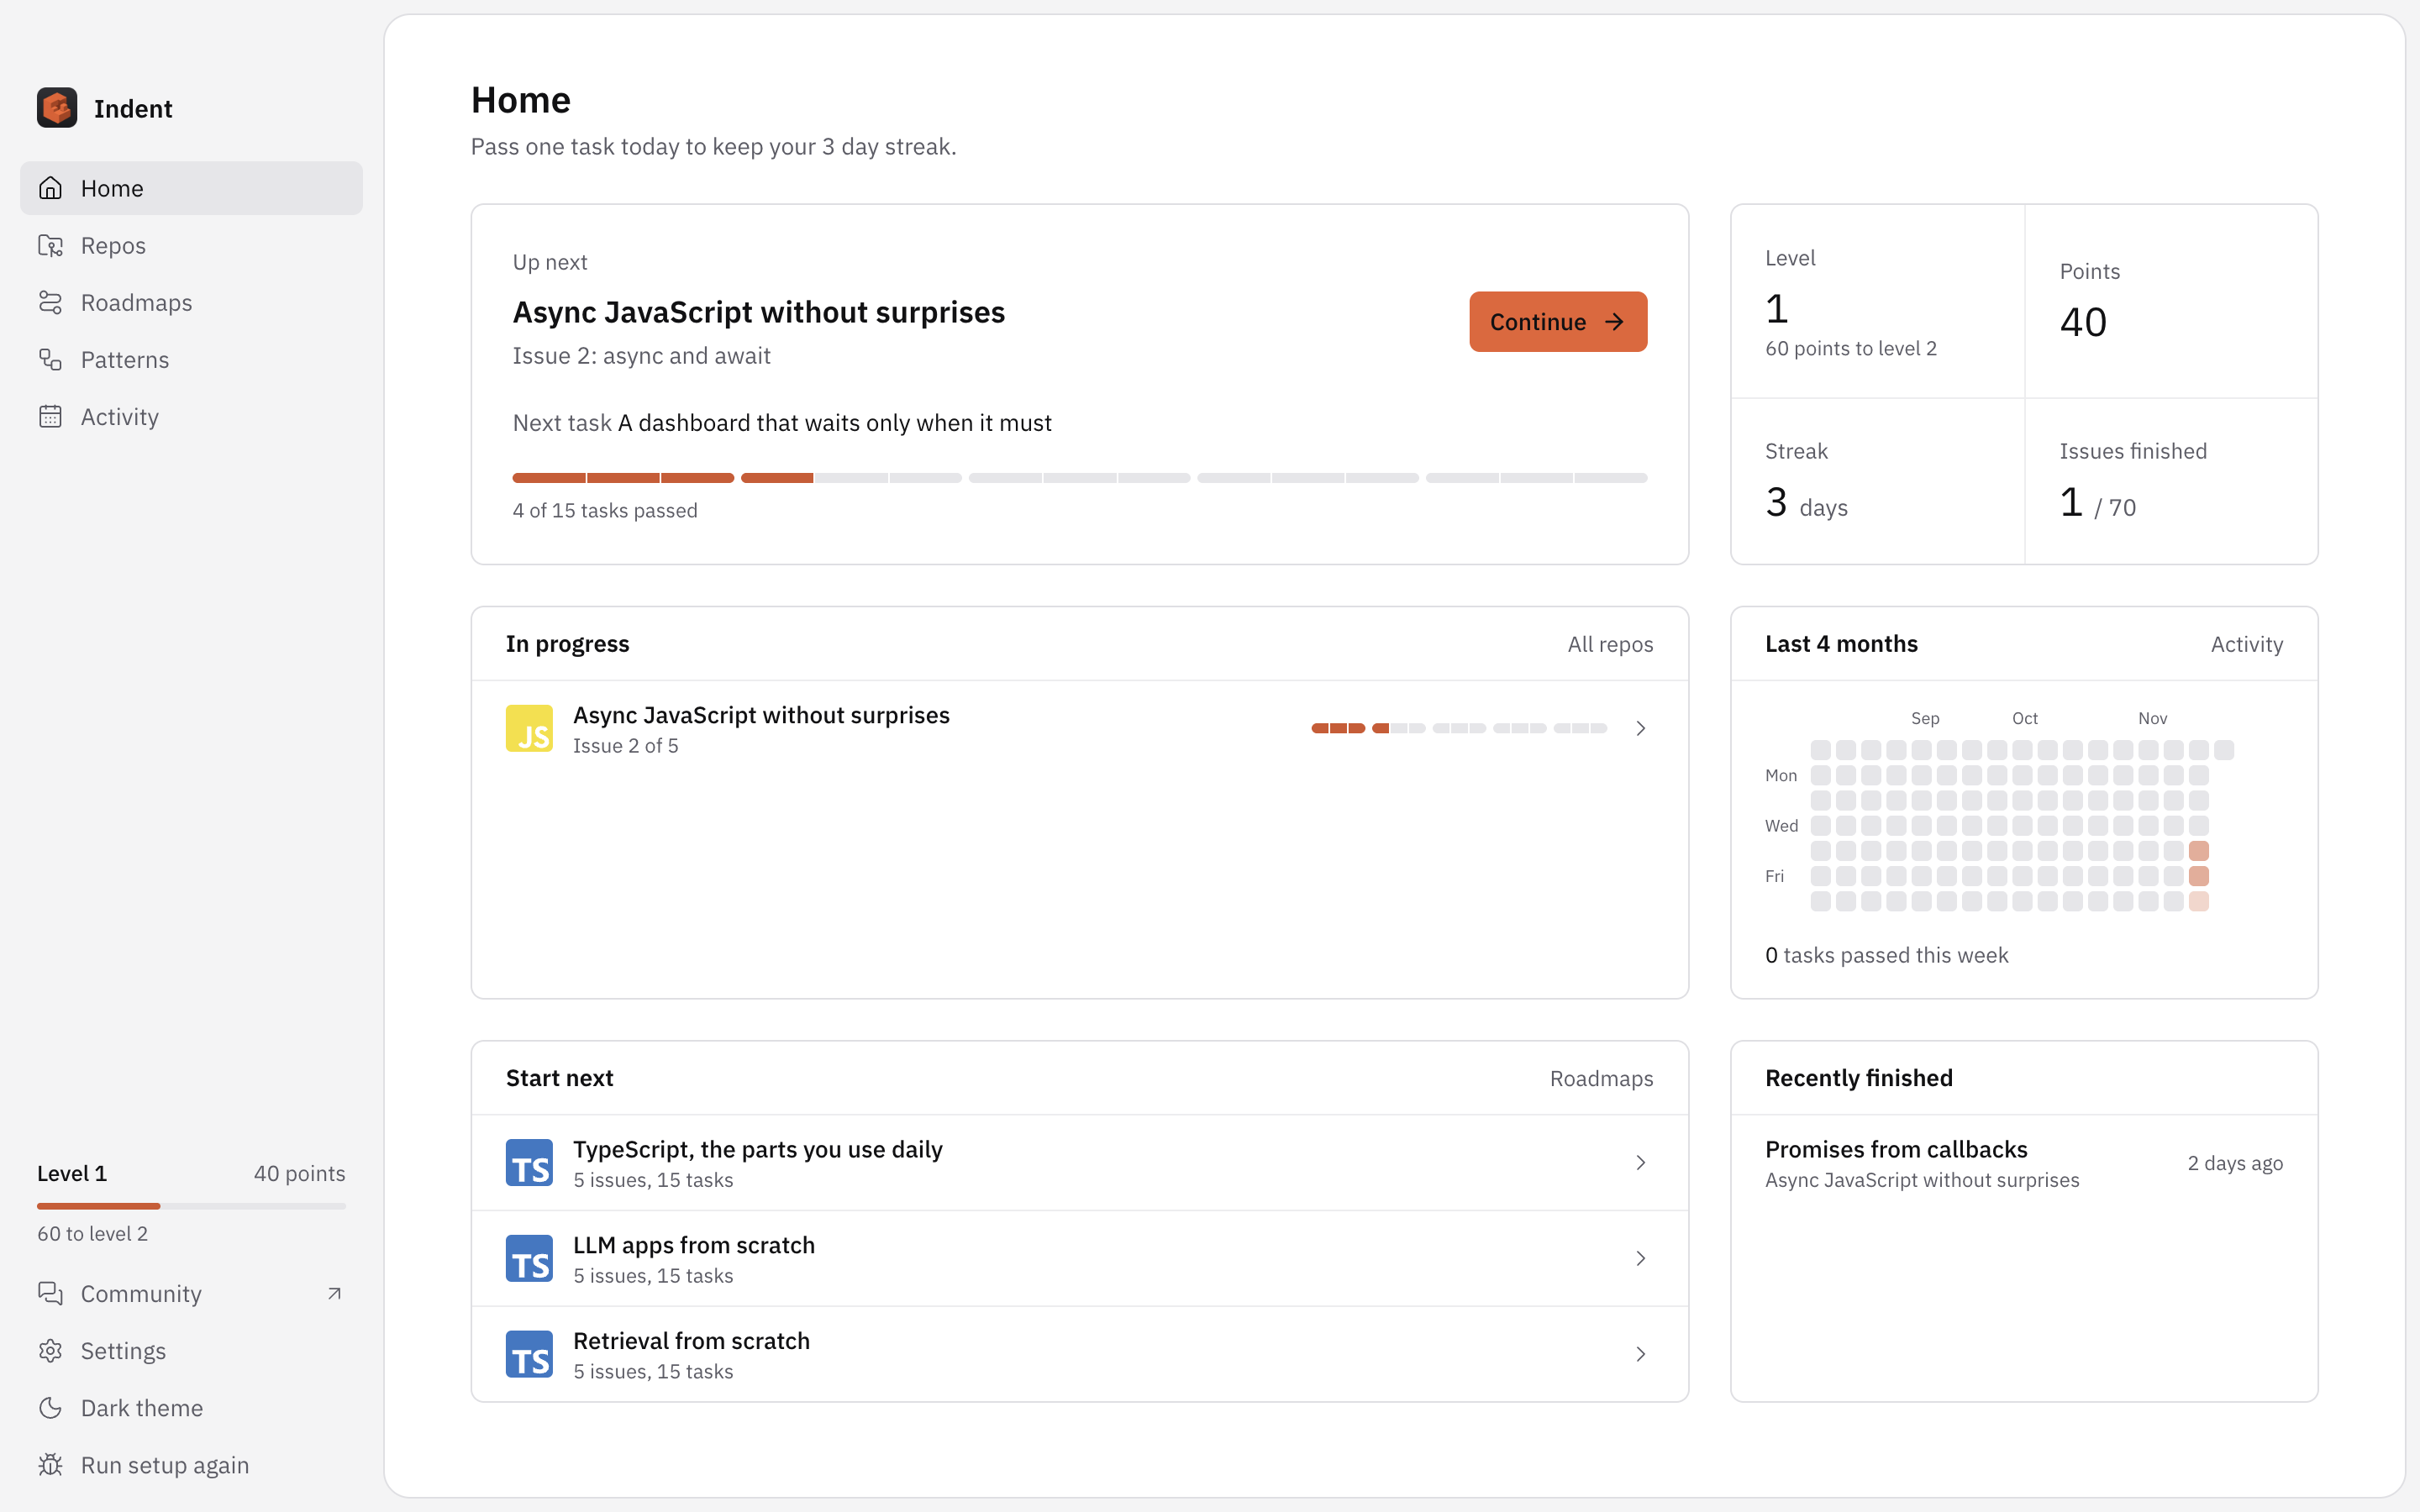 Indent
Home
Repos
Roadmaps
Patterns
Activity
Level 1
40 points
60 to level 2
Community
Settings
Dark theme
Run setup again
Home
Pass one task today to keep your 3 day streak.
Up next
Async JavaScript without surprises
Issue 2: async and await
Continue
Next task A dashboard that waits only when it must
4 of 15 tasks passed
Level
1
60 points to level 2
Points
40
Streak
3 days
Issues finished
1 / 70
In progress
All repos
JS
Async JavaScript without surprises
Issue 2 of 5
Last 4 months
Activity
Sep
Oct
Nov
Mon
Wed
Fri
0 tasks passed this week
Start next
Roadmaps
TS
TypeScript, the parts you use daily
5 issues, 15 tasks
TS
LLM apps from scratch
5 issues, 15 tasks
TS
Retrieval from scratch
5 issues, 15 tasks
Recently finished
Promises from callbacks
Async JavaScript without surprises
2 days ago